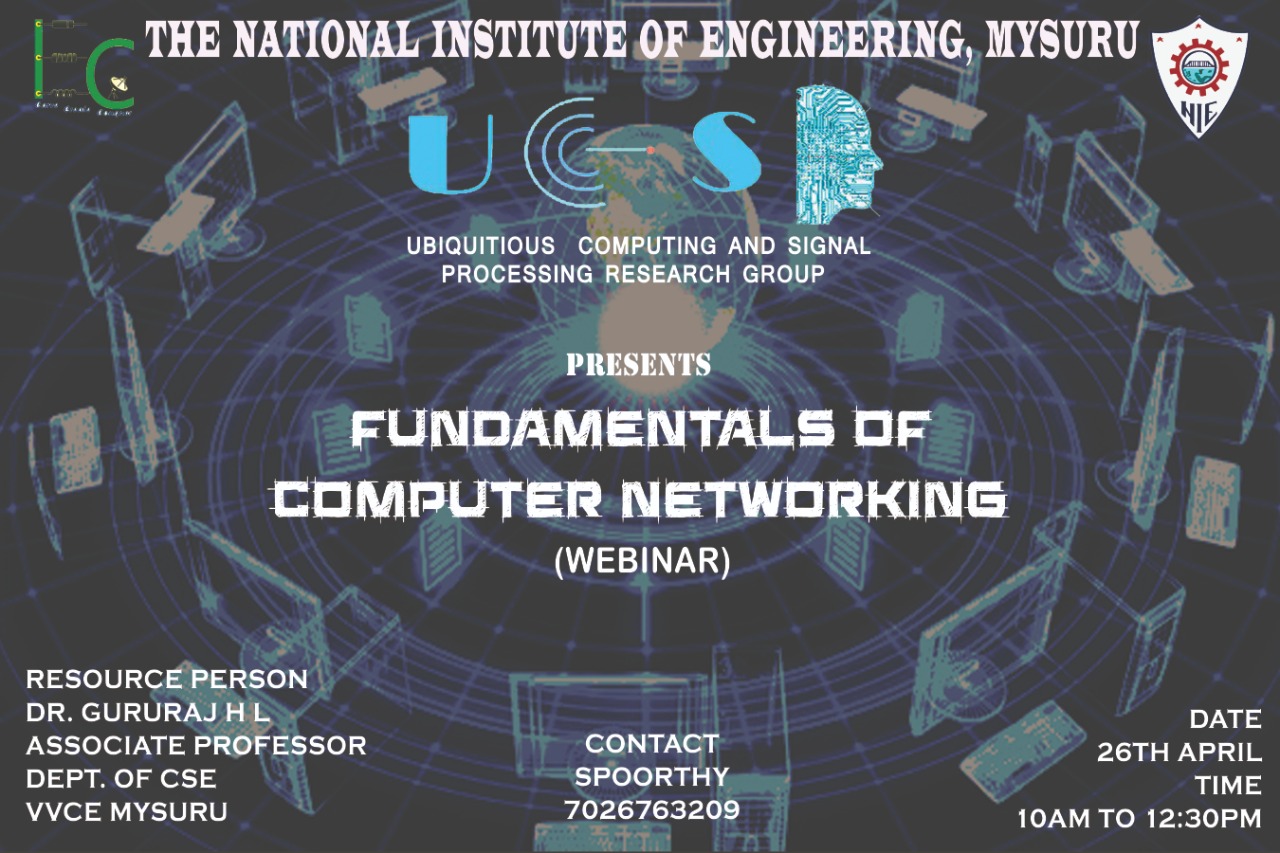 EC
THE NATIONAL INSTITUTE OF ENGINEERING, MYSURU
NIE
UCS
UBIQUITIOUS COMPUTING AND SIGNAL
PROCESSING RESEARCH GROUP
PRESENTS
FUNDAMENTALS OF
COMPUTER NETWORKING
(WEBINAR)
RESOURCE PERSON
DR. GURURAJ H L
ASSOCIATE PROFESSOR
DEPT. OF CSE
VVCE MYSURU
CONTACT
SPOORTHY
7026763209
DATE
26TH APRIL
TIME
10AM TO 12:30PM